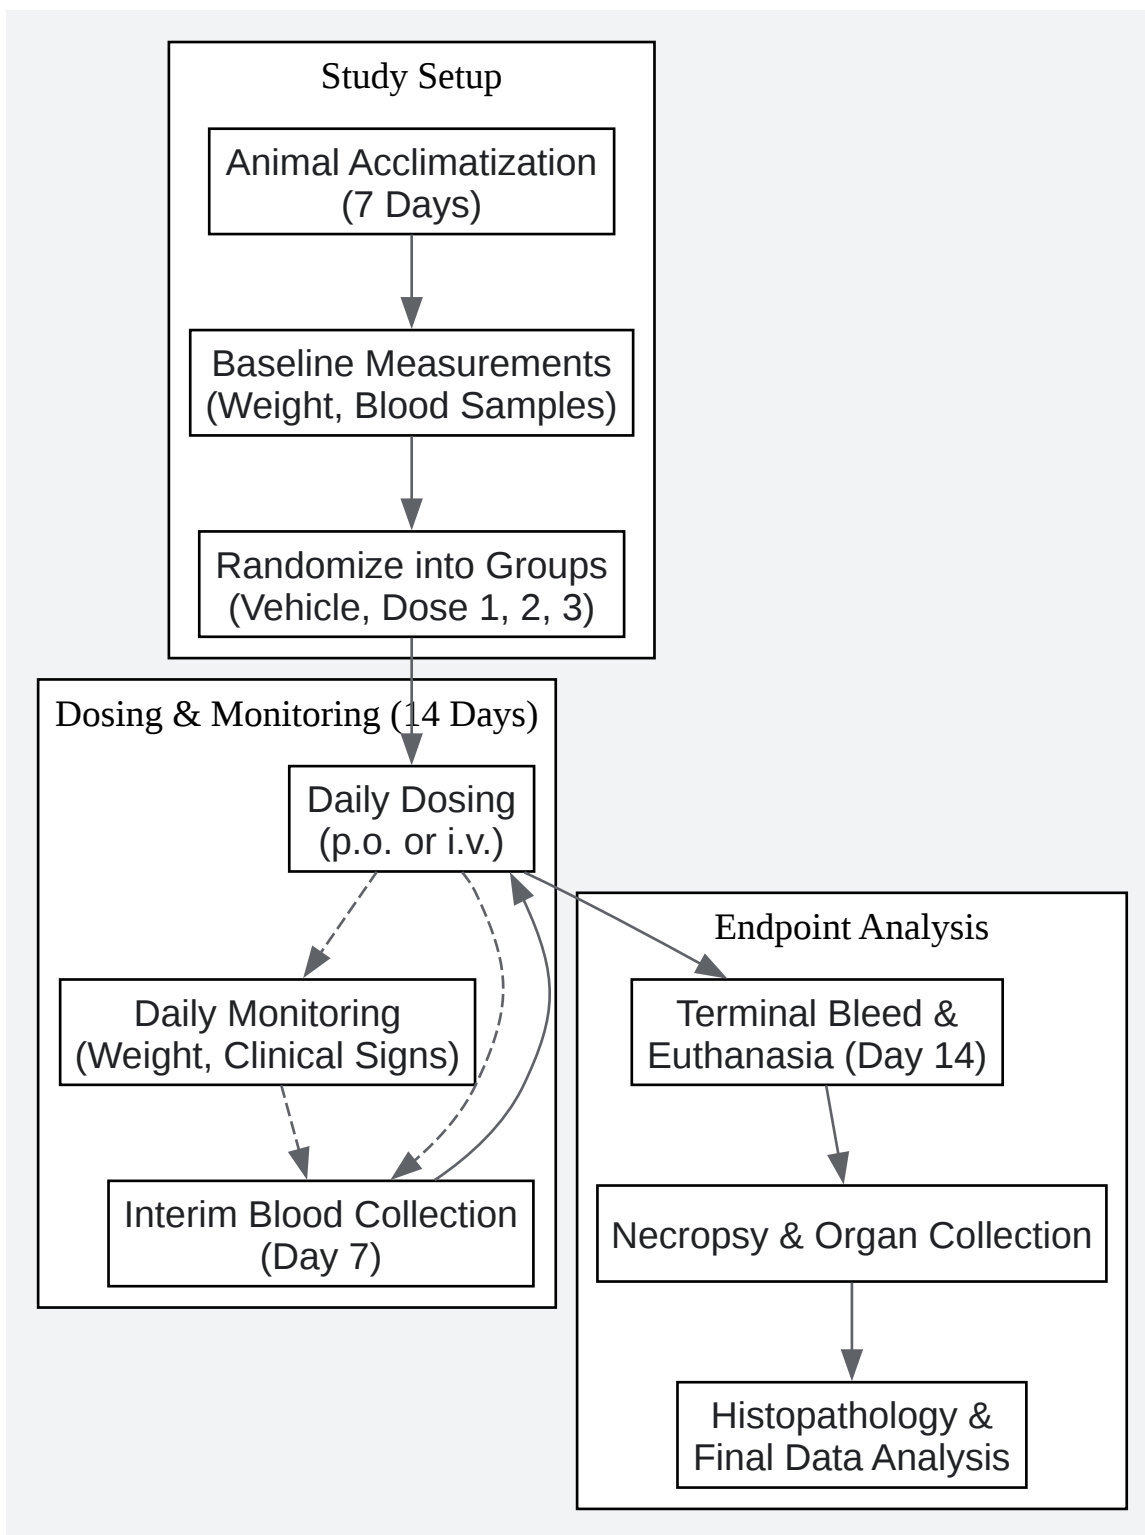 Study Setup
Animal Acclimatization
(7 Days)
Baseline Measurements
(Weight, Blood Samples)
Randomize into Groups
(Vehicle, Dose 1, 2, 3)
Dosing & Monitoring (14 Days)
Daily Dosing
(p.o. or i.v.)
Daily Monitoring
(Weight, Clinical Signs)
Interim Blood Collection
(Day 7)
Endpoint Analysis
Terminal Bleed &
Euthanasia (Day 14)
Necropsy & Organ Collection
Histopathology &
Final Data Analysis